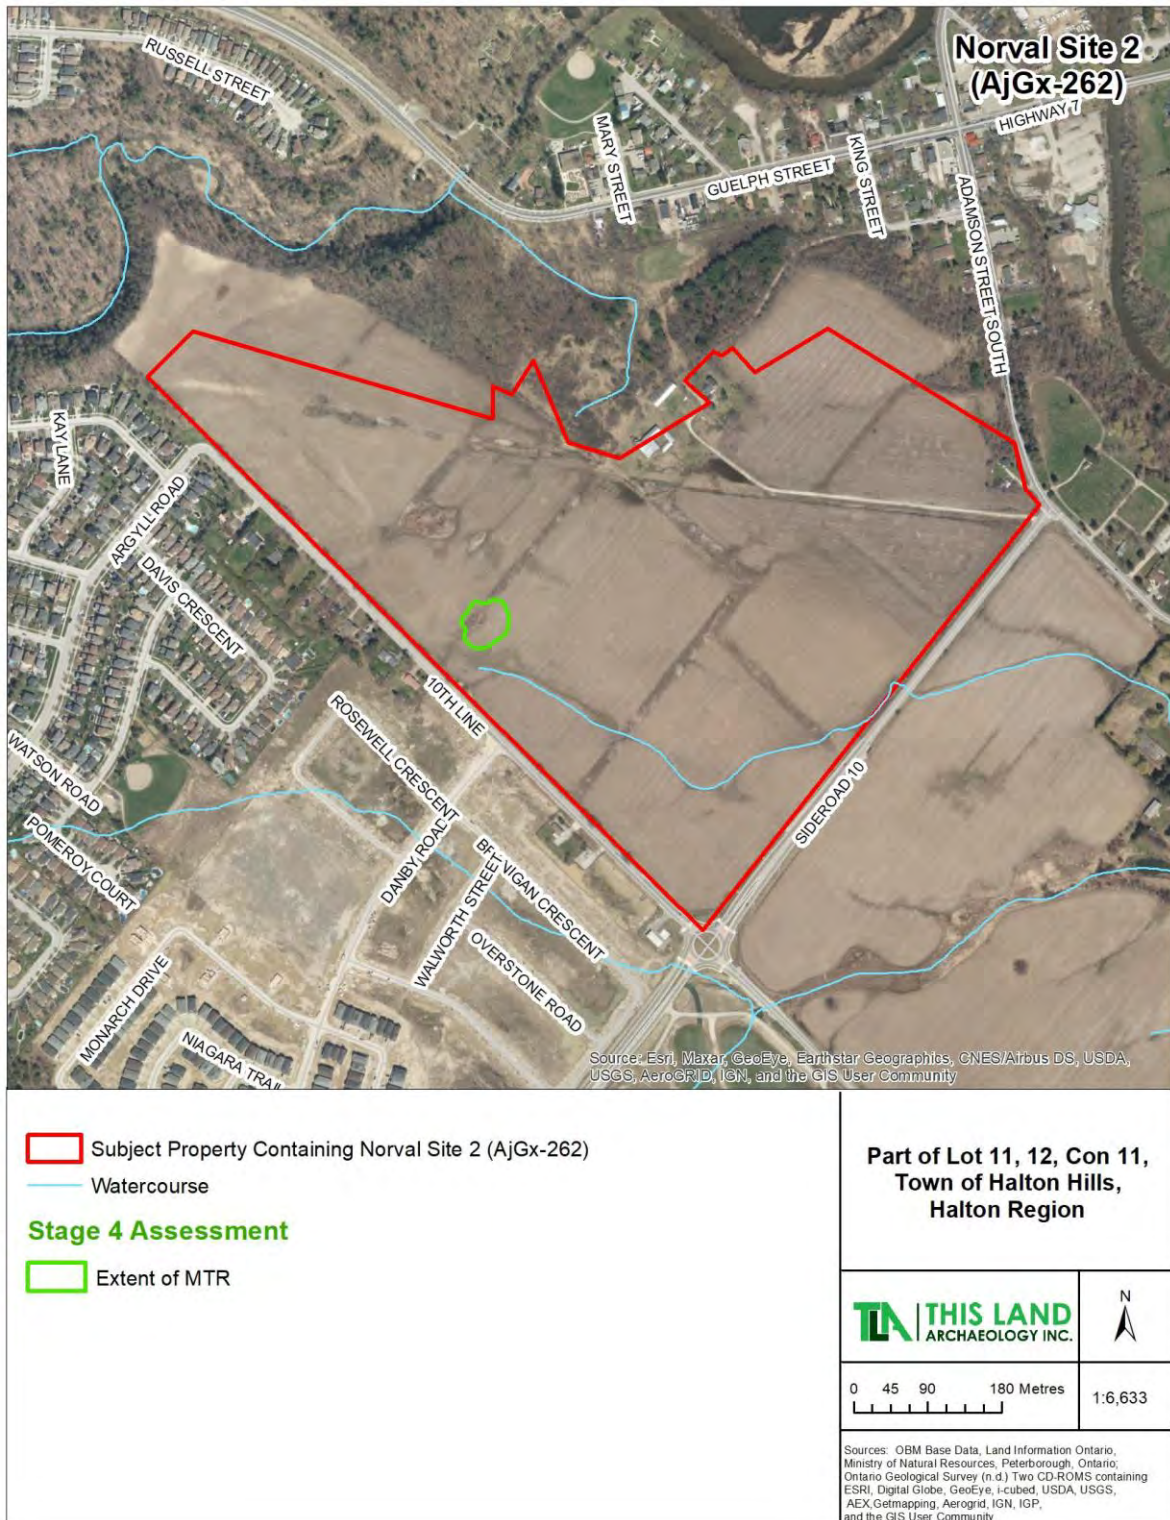 Norval Site 2
(AjGx-262)
RUSSELL STREET
HIGHWAY 7
MARY STREET
GUELPH STREET
KING STREET
ADAMSON STREET SOUTH
KAY LANE
ARGYLL ROAD
DAVIS CRESCENT
10TH LINE
ROSEWELL CRESCENT
WATSON ROAD
POMEROY COURT
DANBY ROAD
BRANIGAN CRESCENT
WALWORTH STREET
OVERSTONE ROAD
SIDEROAD 10
MONARCH DRIVE
NIAGARA TRAI
Source: Esri, Maxar, GeoEye, Earthstar Geographics, CNES/Airbus DS, USDA,
USGS, AeroGRID, IGN, and the GIS User Community
Subject Property Containing Norval Site 2 (AjGx-262)
Watercourse
Stage 4 Assessment
Extent of MTR
Part of Lot 11, 12, Con 11,
Town of Halton Hills,
Halton Region
TLA THIS LAND
ARCHAEOLOGY INC.
N
0 45 90 180 Metres
1:6,633
Sources: OBM Base Data, Land Information Ontario,
Ministry of Natural Resources, Peterborough, Ontario;
Ontario Geological Survey (n.d.) Two CD-ROMS containing
ESRI, Digital Globe, GeoEye, i-cubed, USDA, USGS,
AEX,Getmapping, Aerogrid, IGN, IGP,
and the GIS User Community